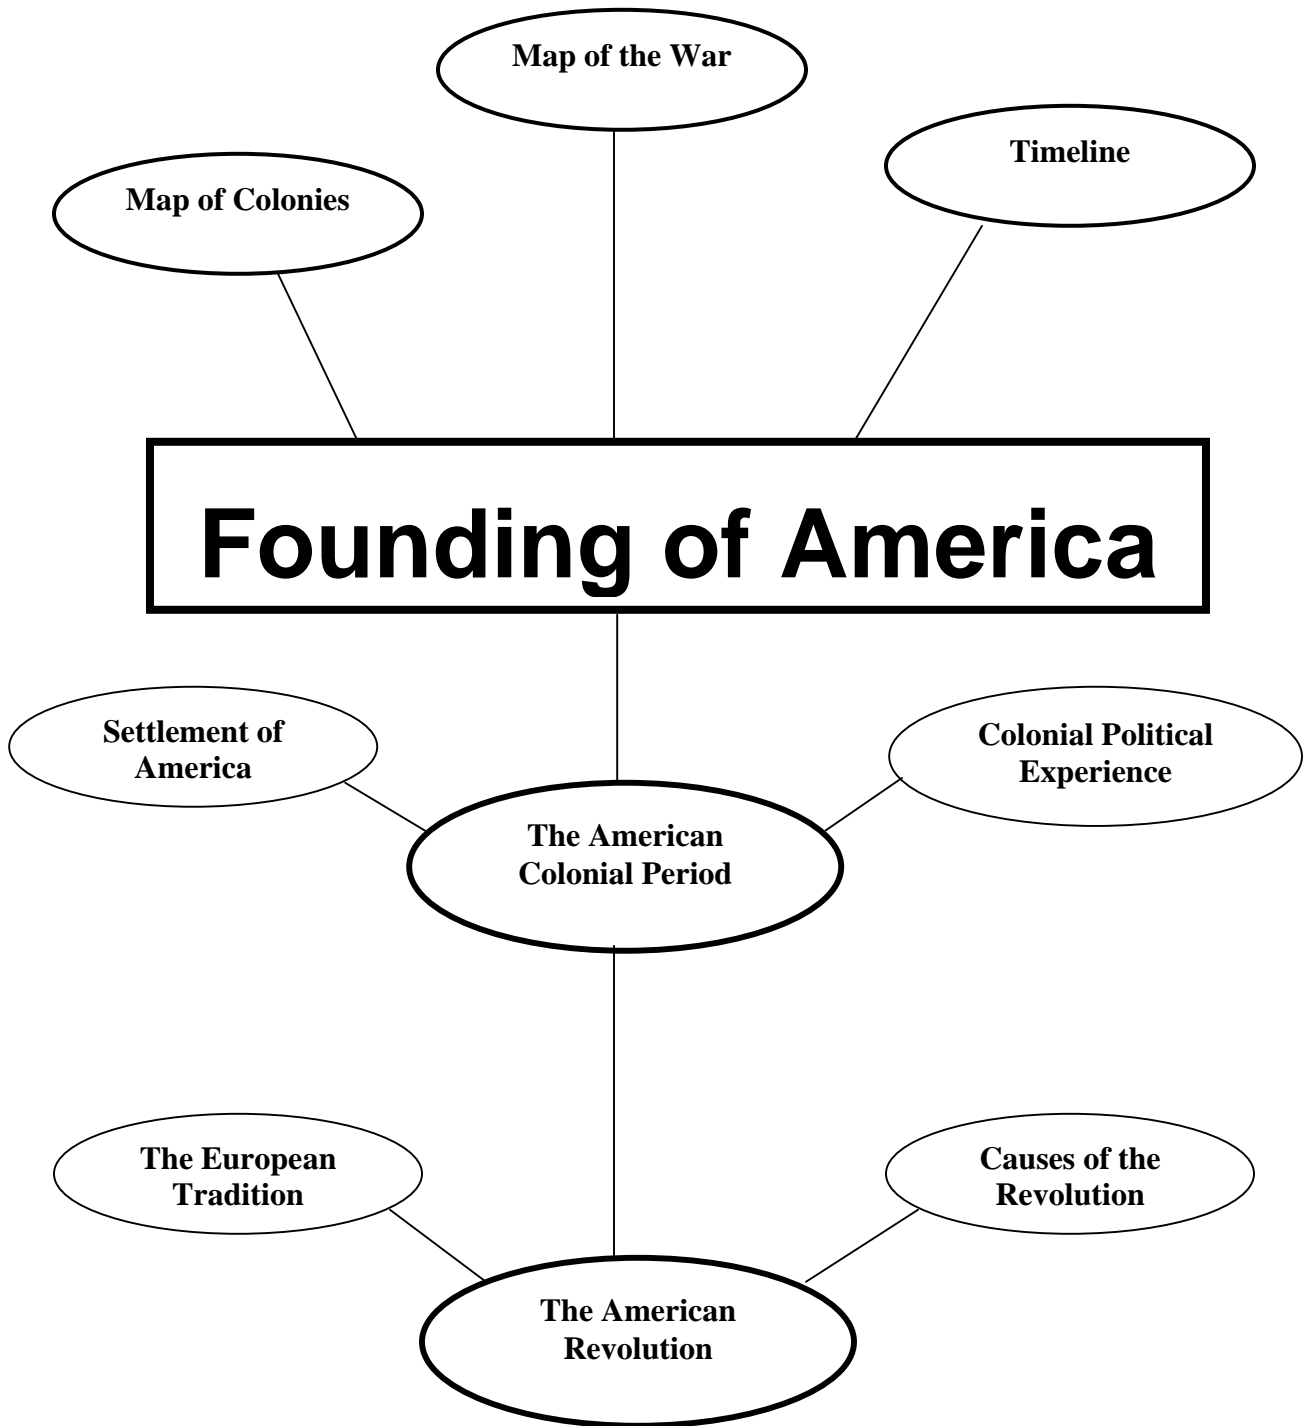 Map of the War
Timeline
Map of Colonies
Founding of America
Settlement of
America
Colonial Political
Experience
The American
Colonial Period
The European
Tradition
Causes of the
Revolution
The American
Revolution